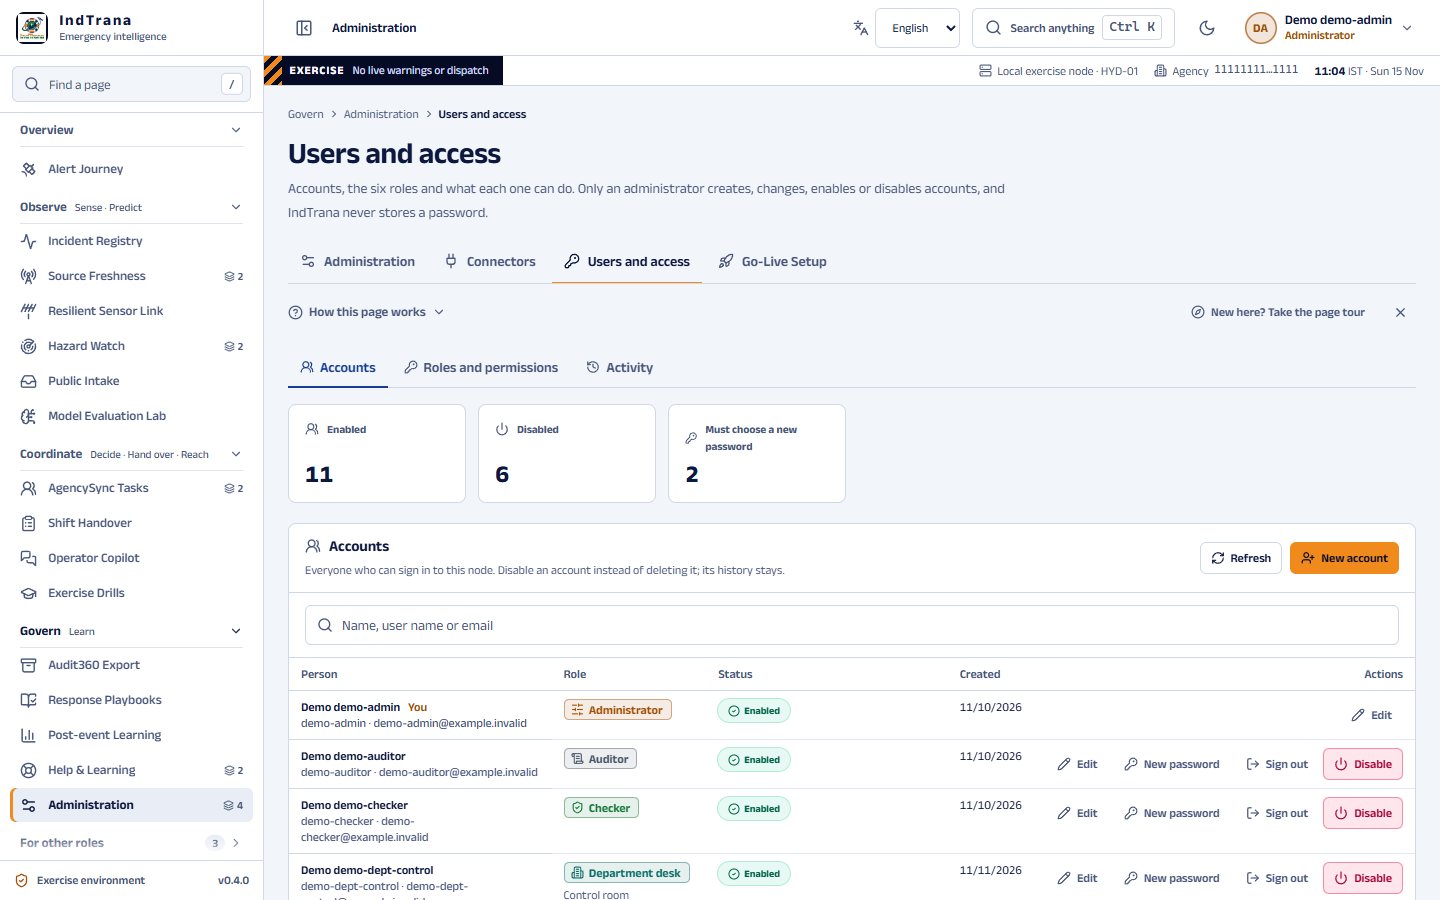 IndTrana
Emergency intelligence
Administration
English
Search anything Ctrl K
DA
Demo demo-admin
Administrator
EXERCISE No live warnings or dispatch
Local exercise node · HYD-01
Agency 11111111…1111
11:04 IST · Sun 15 Nov
Find a page /
Overview
Alert Journey
Observe Sense · Predict
Incident Registry
Source Freshness 2
Resilient Sensor Link
Hazard Watch 2
Public Intake
Model Evaluation Lab
Coordinate Decide · Hand over · Reach
AgencySync Tasks 2
Shift Handover
Operator Copilot
Exercise Drills
Govern Learn
Audit360 Export
Response Playbooks
Post-event Learning
Help & Learning 2
Administration 4
For other roles 3
Exercise environment v0.4.0
Govern > Administration > Users and access
Users and access
Accounts, the six roles and what each one can do. Only an administrator creates, changes, enables or disables accounts, and
IndTrana never stores a password.
Administration Connectors Users and access Go-Live Setup
How this page works
New here? Take the page tour
Accounts Roles and permissions Activity
Enabled
11
Disabled
6
Must choose a new
password
2
Accounts
Everyone who can sign in to this node. Disable an account instead of deleting it; its history stays.
Refresh
New account
Name, user name or email
Person Role Status Created Actions
Demo demo-admin You
demo-admin · demo-admin@example.invalid
Administrator Enabled 11/10/2026 Edit
Demo demo-auditor
demo-auditor · demo-auditor@example.invalid
Auditor Enabled 11/10/2026 Edit New password Sign out Disable
Demo demo-checker
demo-checker · demo-
checker@example.invalid
Checker Enabled 11/10/2026 Edit New password Sign out Disable
Demo demo-dept-control
demo-dept-control · demo-dept-
Department desk Enabled 11/11/2026 Edit New password Sign out Disable
Control room